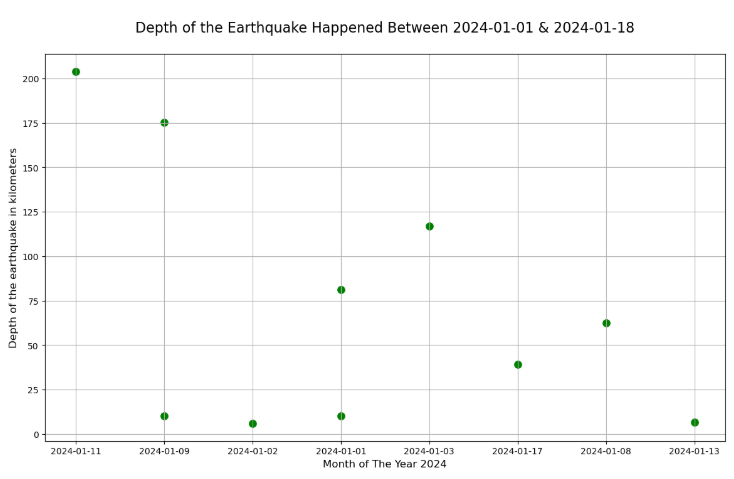 Depth of the Earthquake Happened Between 2024-01-01 & 2024-01-18
Depth of the earthquake in kilometers
200
175
150
125
100
75
50
25
0
2024-01-11 2024-01-09 2024-01-02 2024-01-01 2024-01-03 2024-01-17 2024-01-08 2024-01-13
Month of The Year 2024